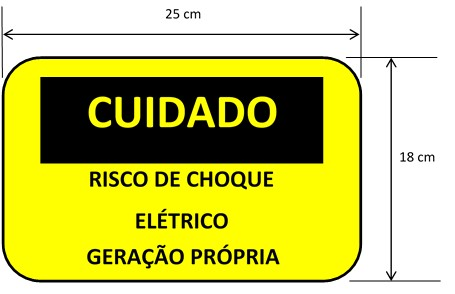 25 cm
CUIDADO
RISCO DE CHOQUE
18 cm
ELÉTRICO
GERAÇÃO PRÓPRIA